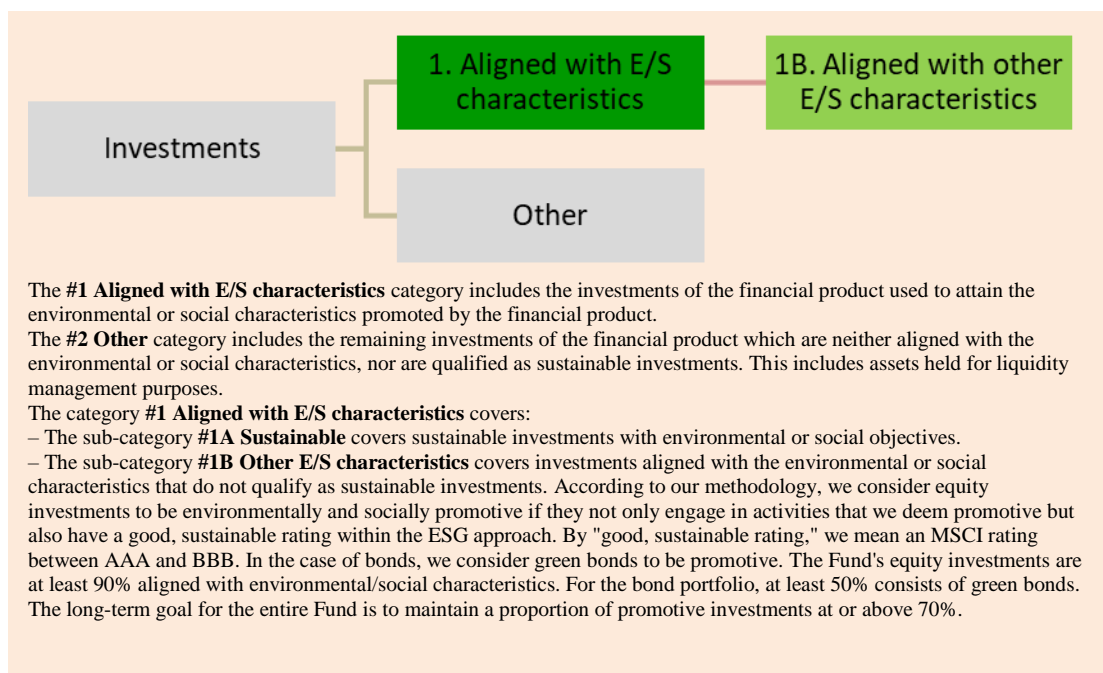 1. Aligned with E/S
characteristics
1B. Aligned with other
E/S characteristics
Investments
Other
The #1 Aligned with E/S characteristics category includes the investments of the financial product used to attain the
environmental or social characteristics promoted by the financial product.
The #2 Other category includes the remaining investments of the financial product which are neither aligned with the
environmental or social characteristics, nor are qualified as sustainable investments. This includes assets held for liquidity
management purposes.
The category #1 Aligned with E/S characteristics covers:
– The sub-category #1A Sustainable covers sustainable investments with environmental or social objectives.
– The sub-category #1B Other E/S characteristics covers investments aligned with the environmental or social
characteristics that do not qualify as sustainable investments. According to our methodology, we consider equity
investments to be environmentally and socially promotive if they not only engage in activities that we deem promotive but
also have a good, sustainable rating within the ESG approach. By "good, sustainable rating," we mean an MSCI rating
between AAA and BBB. In the case of bonds, we consider green bonds to be promotive. The Fund's equity investments are
at least 90% aligned with environmental/social characteristics. For the bond portfolio, at least 50% consists of green bonds.
The long-term goal for the entire Fund is to maintain a proportion of promotive investments at or above 70%.